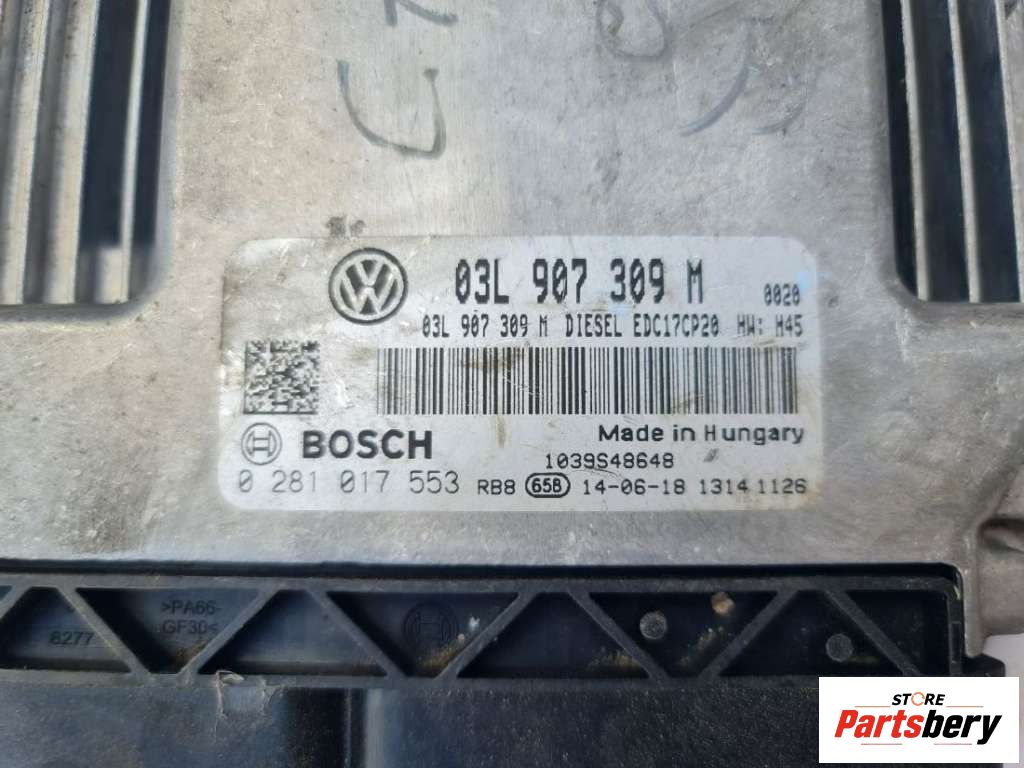 03L 907 309 M 0020
03L 907 309 M DIESEL EDC17CP20 HW: H45
BOSCH Made in Hungary
1039S48648
0 281 017 553 RB8 65B 14-06-18 1314 1126
>PA66-
GF30<
8277
STORE
Partsbery